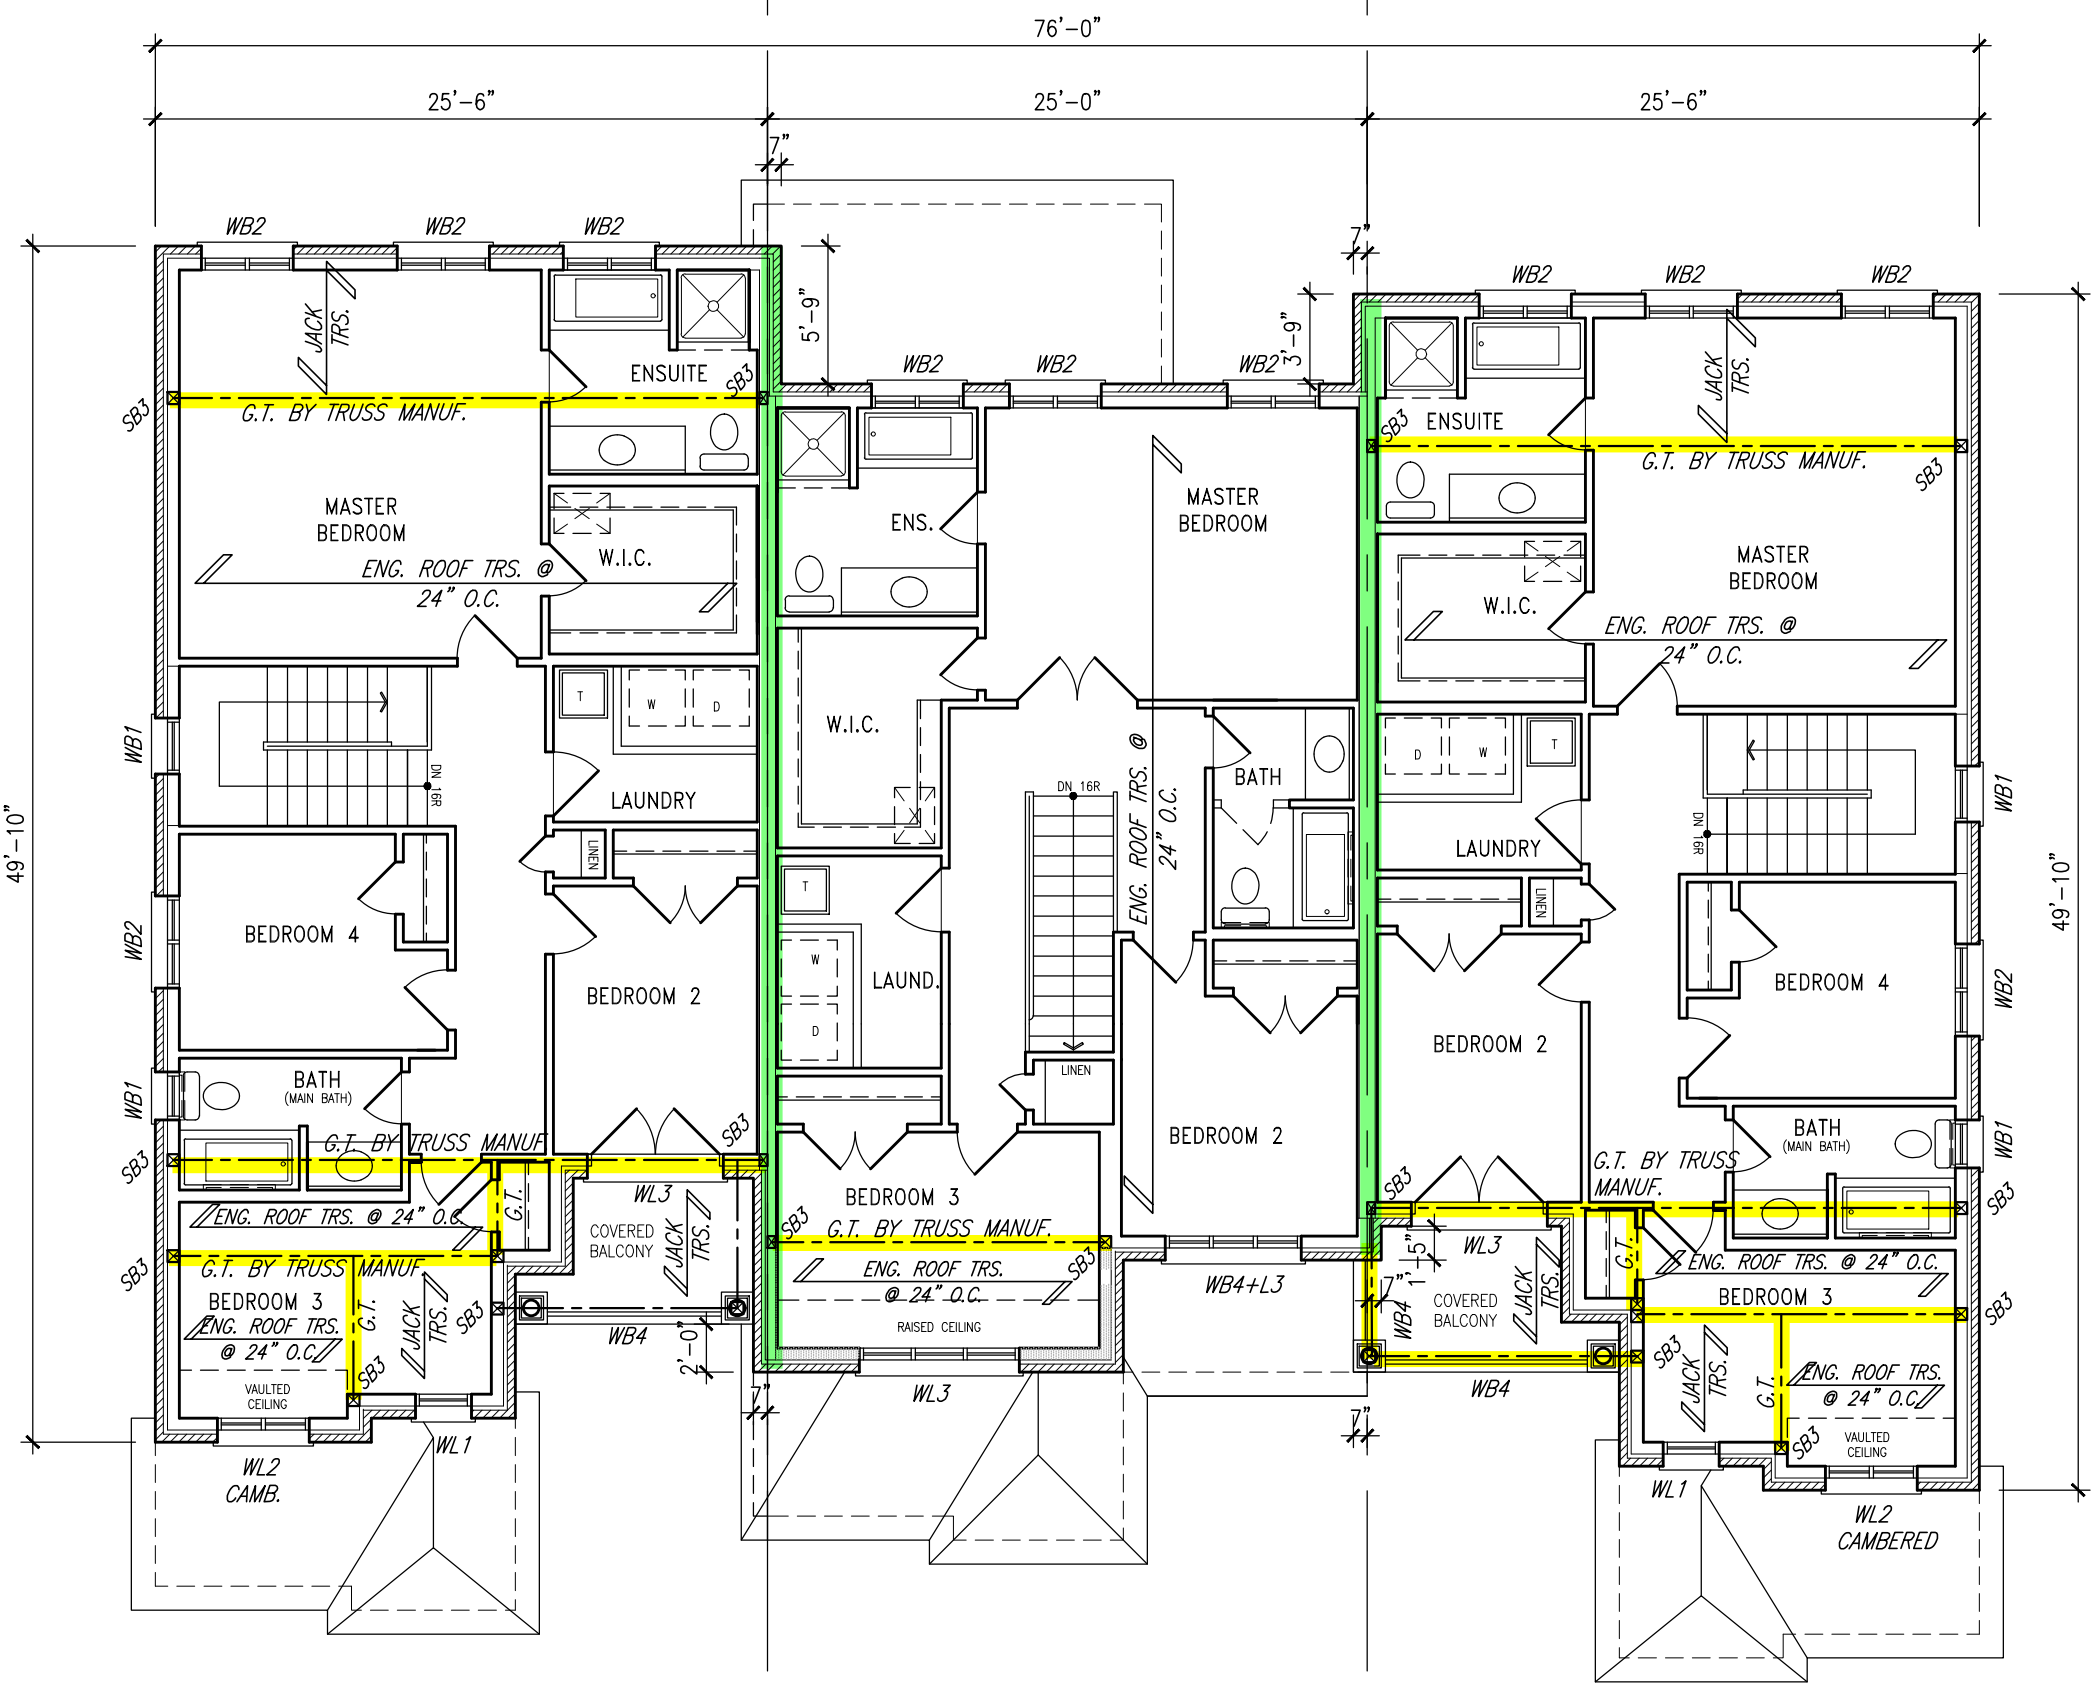 76'-0"
25'-6"
25'-0"
25'-6"
7"
7"
WB2
WB2
WB2
WB2
WB2
WB2
5'-9"
3'-9"
WB2
WB2
WB2
JACK
TRS.
ENSUITE
SB3
SB3
G.T. BY TRUSS MANUF.
JACK
TRS.
ENSUITE
SB3
G.T. BY TRUSS MANUF.
SB3
MASTER
BEDROOM
ENS.
MASTER
BEDROOM
W.I.C.
ENG. ROOF TRS. @
24" O.C.
MASTER
BEDROOM
W.I.C.
ENG. ROOF TRS. @
24" O.C.
WB1
T
W
D
DN 16R
LAUNDRY
W.I.C.
DN 16R
ENG. ROOF TRS. @
24" O.C.
BATH
D
W
T
DN 16R
LAUNDRY
WB1
49'-10"
LINEN
T
LINEN
49'-10"
WB2
BEDROOM 4
BEDROOM 2
W
LAUND.
D
BEDROOM 2
BEDROOM 4
WB2
WB1
BATH
(MAIN BATH)
LINEN
BEDROOM 2
BATH
(MAIN BATH)
WB1
G.T. BY TRUSS MANUF.
SB3
SB3
G.T. BY TRUSS
MANUF.
SB3
SB3
WL3
G.T.
BEDROOM 3
ENG. ROOF TRS. @ 24" O.C.
COVERED
BALCONY
JACK
TRS.
SB3
G.T. BY TRUSS MANUF.
SB3
1'-5"
WL3
G.T.
ENG. ROOF TRS. @ 24" O.C.
SB3
G.T. BY TRUSS MANUF.
ENG. ROOF TRS.
@ 24" O.C.
WB4+L3
7"
WB4
COVERED
BALCONY
JACK
TRS.
BEDROOM 3
SB3
BEDROOM 3
ENG. ROOF TRS.
@ 24" O.C.
G.T.
JACK
TRS.
SB3
WB4
2'-0"
RAISED CEILING
SB3
JACK
TRS.
G.T.
ENG. ROOF TRS.
@ 24" O.C.
VAULTED
CEILING
SB3
7"
WL3
WB4
7"
SB3
VAULTED
CEILING
WL1
WL2
CAMB.
WL1
WL2
CAMBERED